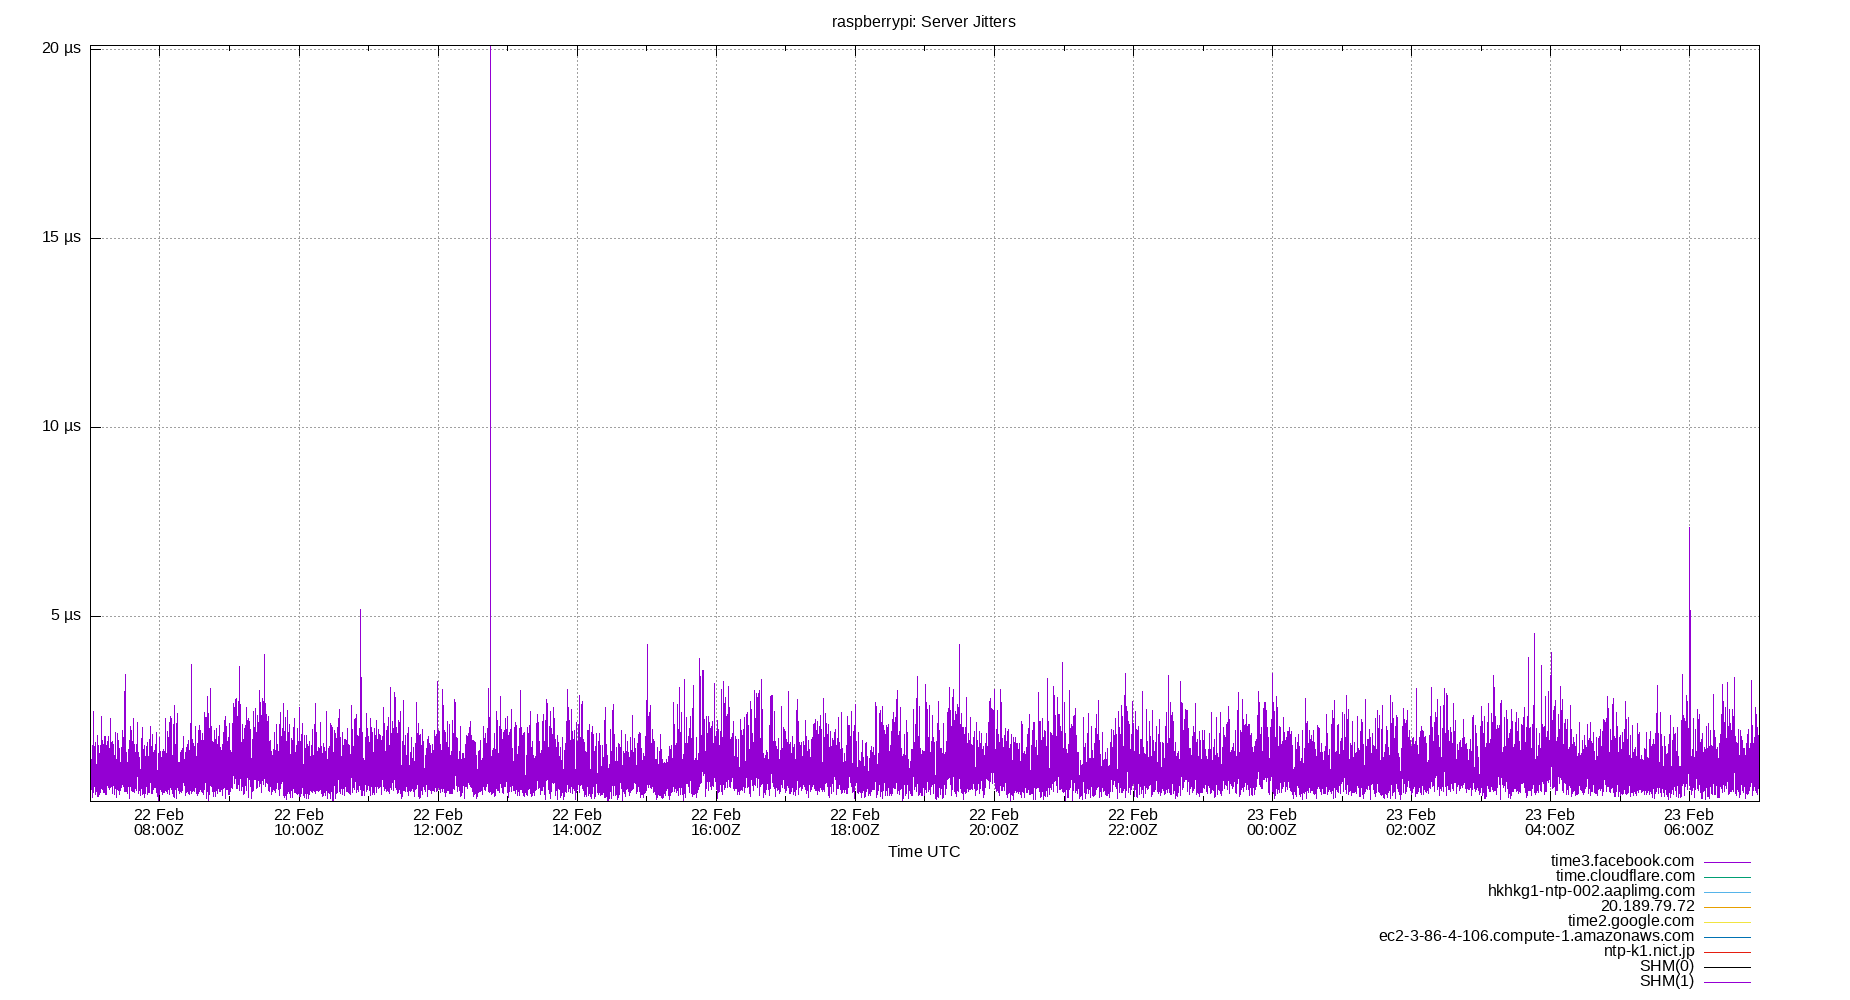 raspberrypi: Server Jitters
20 µs
15 µs
10 µs
5 µs
22 Feb 22 Feb 22 Feb 22 Feb 22 Feb 22 Feb 22 Feb 22 Feb 23 Feb 23 Feb 23 Feb 23 Feb
08:00Z 10:00Z 12:00Z 14:00Z 16:00Z 18:00Z 20:00Z 22:00Z 00:00Z 02:00Z 04:00Z 06:00Z
Time UTC
time3.facebook.com
time.cloudflare.com
hkhkg1-ntp-002.aaplimg.com
20.189.79.72
time2.google.com
ec2-3-86-4-106.compute-1.amazonaws.com
ntp-k1.nict.jp
SHM(0)
SHM(1)